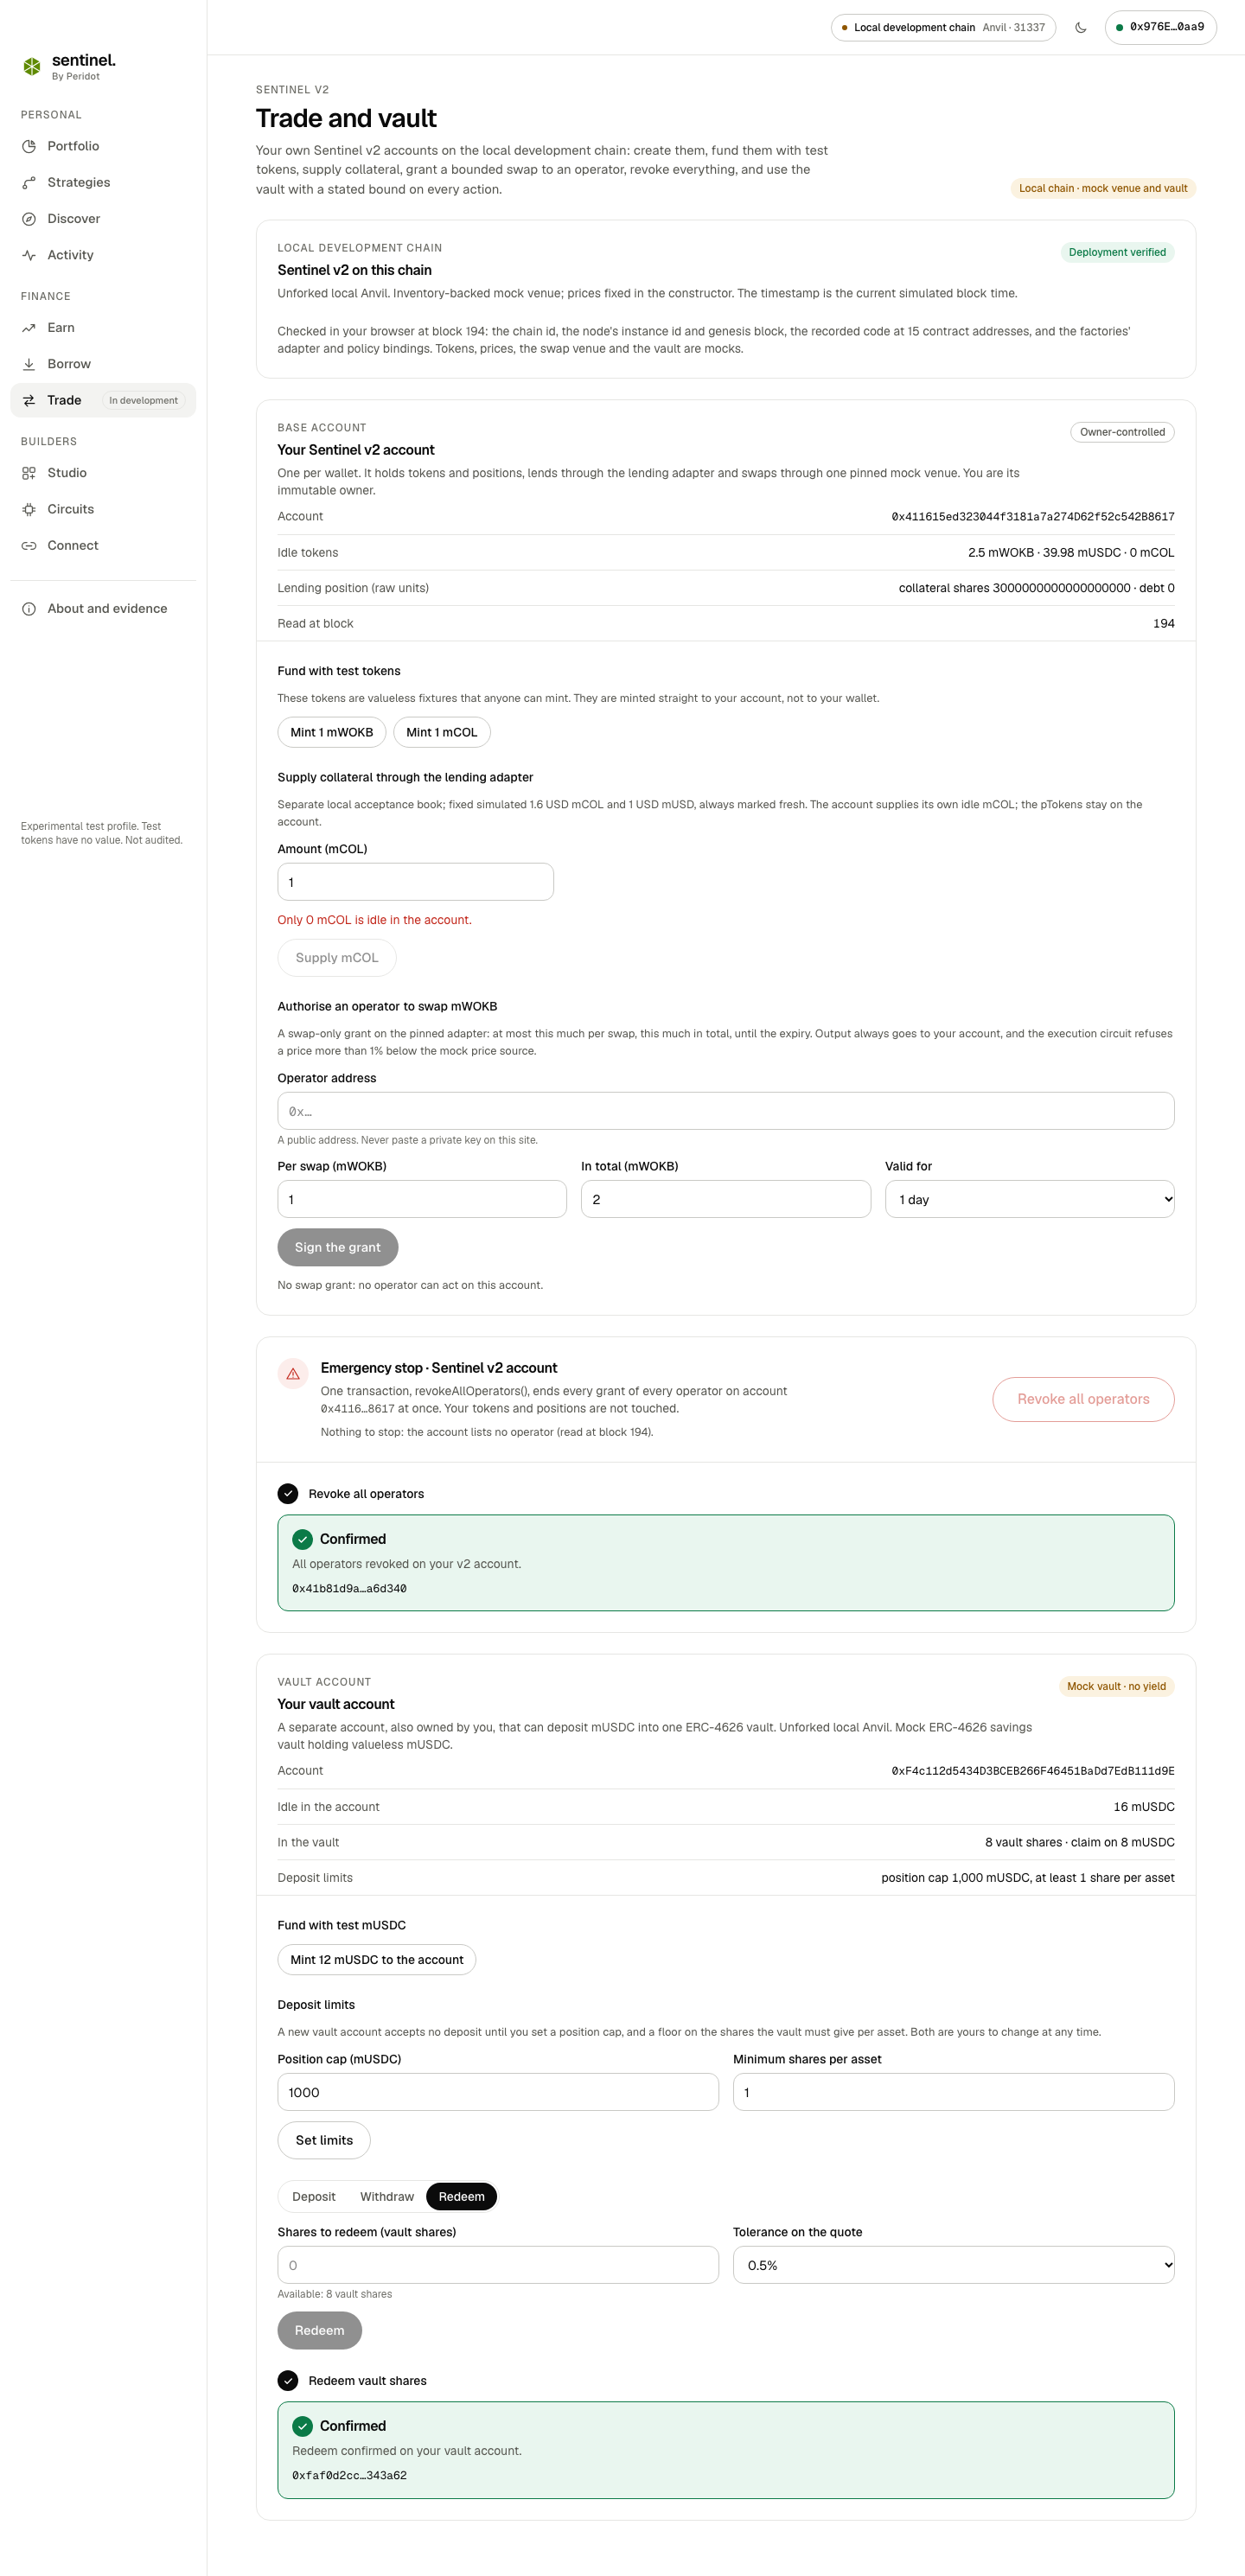 Local development chain Anvil · 31337
0x976E…0aa9
sentinel.
By Peridot
PERSONAL
Portfolio
Strategies
Discover
Activity
FINANCE
Earn
Borrow
Trade In development
BUILDERS
Studio
Circuits
Connect
About and evidence
Experimental test profile. Test
tokens have no value. Not audited.
SENTINEL V2
Trade and vault
Your own Sentinel v2 accounts on the local development chain: create them, fund them with test
tokens, supply collateral, grant a bounded swap to an operator, revoke everything, and use the
vault with a stated bound on every action.
Local chain · mock venue and vault
LOCAL DEVELOPMENT CHAIN
Deployment verified
Sentinel v2 on this chain
Unforked local Anvil. Inventory-backed mock venue; prices fixed in the constructor. The timestamp is the current simulated block time.
Checked in your browser at block 194: the chain id, the node's instance id and genesis block, the recorded code at 15 contract addresses, and the factories'
adapter and policy bindings. Tokens, prices, the swap venue and the vault are mocks.
BASE ACCOUNT
Owner-controlled
Your Sentinel v2 account
One per wallet. It holds tokens and positions, lends through the lending adapter and swaps through one pinned mock venue. You are its
immutable owner.
Account 0x411615ed323044f3181a7a274D62f52c542B8617
Idle tokens 2.5 mWOKB · 39.98 mUSDC · 0 mCOL
Lending position (raw units) collateral shares 3000000000000000000 · debt 0
Read at block 194
Fund with test tokens
These tokens are valueless fixtures that anyone can mint. They are minted straight to your account, not to your wallet.
Mint 1 mWOKB Mint 1 mCOL
Supply collateral through the lending adapter
Separate local acceptance book; fixed simulated 1.6 USD mCOL and 1 USD mUSD, always marked fresh. The account supplies its own idle mCOL; the pTokens stay on the
account.
Amount (mCOL)
1
Only 0 mCOL is idle in the account.
Supply mCOL
Authorise an operator to swap mWOKB
A swap-only grant on the pinned adapter: at most this much per swap, this much in total, until the expiry. Output always goes to your account, and the execution circuit refuses
a price more than 1% below the mock price source.
Operator address
0x…
A public address. Never paste a private key on this site.
Per swap (mWOKB) In total (mWOKB) Valid for
1 2 1 day
Sign the grant
No swap grant: no operator can act on this account.
Emergency stop · Sentinel v2 account
One transaction, revokeAllOperators(), ends every grant of every operator on account
0x4116…8617 at once. Your tokens and positions are not touched.
Nothing to stop: the account lists no operator (read at block 194).
Revoke all operators
Revoke all operators
Confirmed
All operators revoked on your v2 account.
0x41b81d9a…a6d340
VAULT ACCOUNT
Mock vault · no yield
Your vault account
A separate account, also owned by you, that can deposit mUSDC into one ERC-4626 vault. Unforked local Anvil. Mock ERC-4626 savings
vault holding valueless mUSDC.
Account 0xF4c112d5434D3BCEB266F46451BaDd7EdB111d9E
Idle in the account 16 mUSDC
In the vault 8 vault shares · claim on 8 mUSDC
Deposit limits position cap 1,000 mUSDC, at least 1 share per asset
Fund with test mUSDC
Mint 12 mUSDC to the account
Deposit limits
A new vault account accepts no deposit until you set a position cap, and a floor on the shares the vault must give per asset. Both are yours to change at any time.
Position cap (mUSDC) Minimum shares per asset
1000 1
Set limits
Deposit Withdraw Redeem
Shares to redeem (vault shares) Tolerance on the quote
0 0.5%
Available: 8 vault shares
Redeem
Redeem vault shares
Confirmed
Redeem confirmed on your vault account.
0xfaf0d2cc…343a62